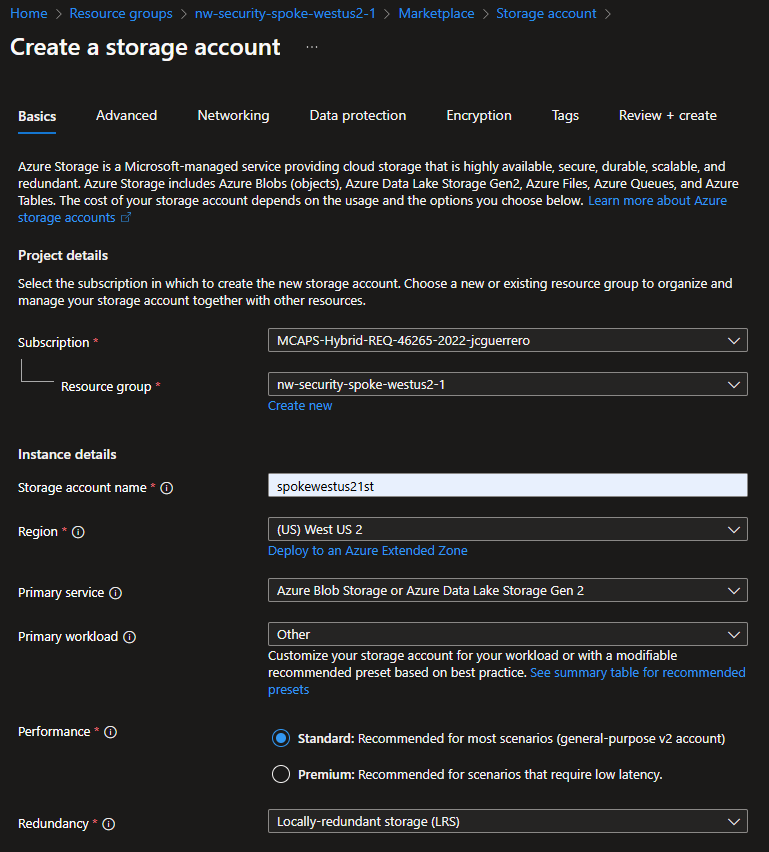 Home > Resource groups > nw-security-spoke-westus2-1 > Marketplace > Storage account >
Create a storage account ...
Basics Advanced Networking Data protection Encryption Tags Review + create
Azure Storage is a Microsoft-managed service providing cloud storage that is highly available, secure, durable, scalable, and
redundant. Azure Storage includes Azure Blobs (objects), Azure Data Lake Storage Gen2, Azure Files, Azure Queues, and Azure
Tables. The cost of your storage account depends on the usage and the options you choose below. Learn more about Azure
storage accounts
Project details
Select the subscription in which to create the new storage account. Choose a new or existing resource group to organize and
manage your storage account together with other resources.
Subscription * MCAPS-Hybrid-REQ-46265-2022-jcguerrero
Resource group * nw-security-spoke-westus2-1
Create new
Instance details
Storage account name * spokewestus21st
Region * (US) West US 2
Deploy to an Azure Extended Zone
Primary service Azure Blob Storage or Azure Data Lake Storage Gen 2
Primary workload Other
Customize your storage account for your workload or with a modifiable
recommended preset based on best practice. See summary table for recommended
presets
Performance * Standard: Recommended for most scenarios (general-purpose v2 account)
Premium: Recommended for scenarios that require low latency.
Redundancy * Locally-redundant storage (LRS)